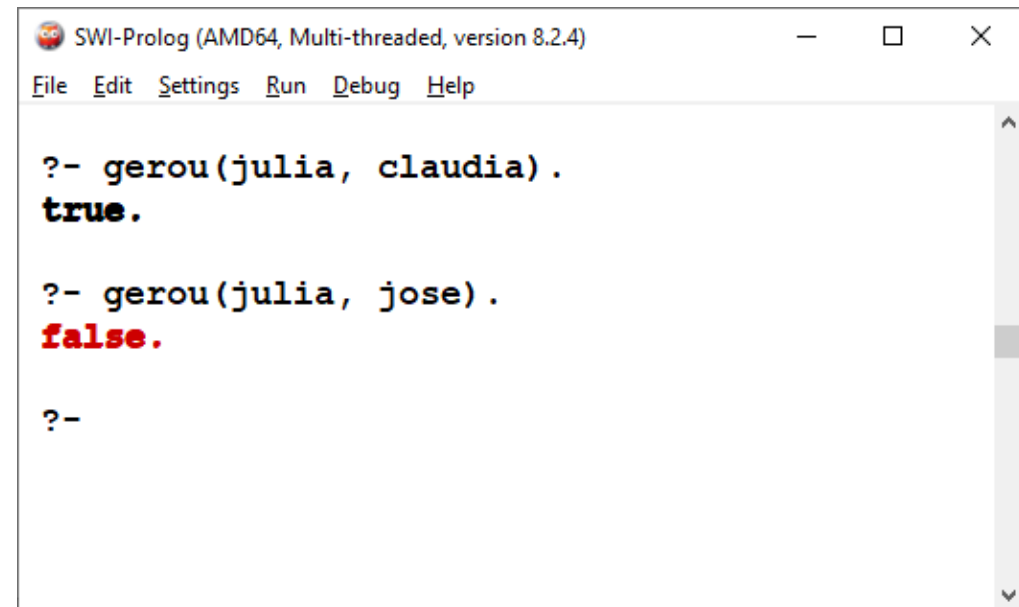 SWI-Prolog (AMD64, Multi-threaded, version 8.2.4)
File Edit Settings Run Debug Help
?- gerou(julia, claudia).
true.
?- gerou(julia, jose).
false.
?-